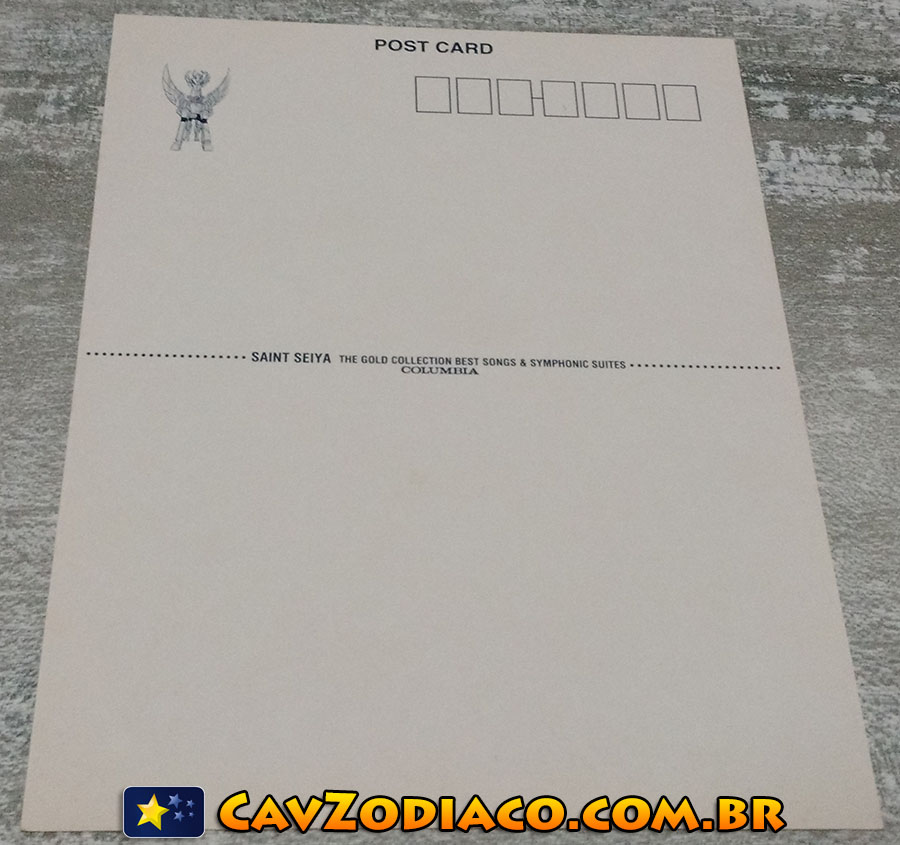 POST CARD
SAINT SEIYA THE GOLD COLLECTION BEST SONGS & SYMPHONIC SUITES
COLUMBIA
CavZodiaco.com.br